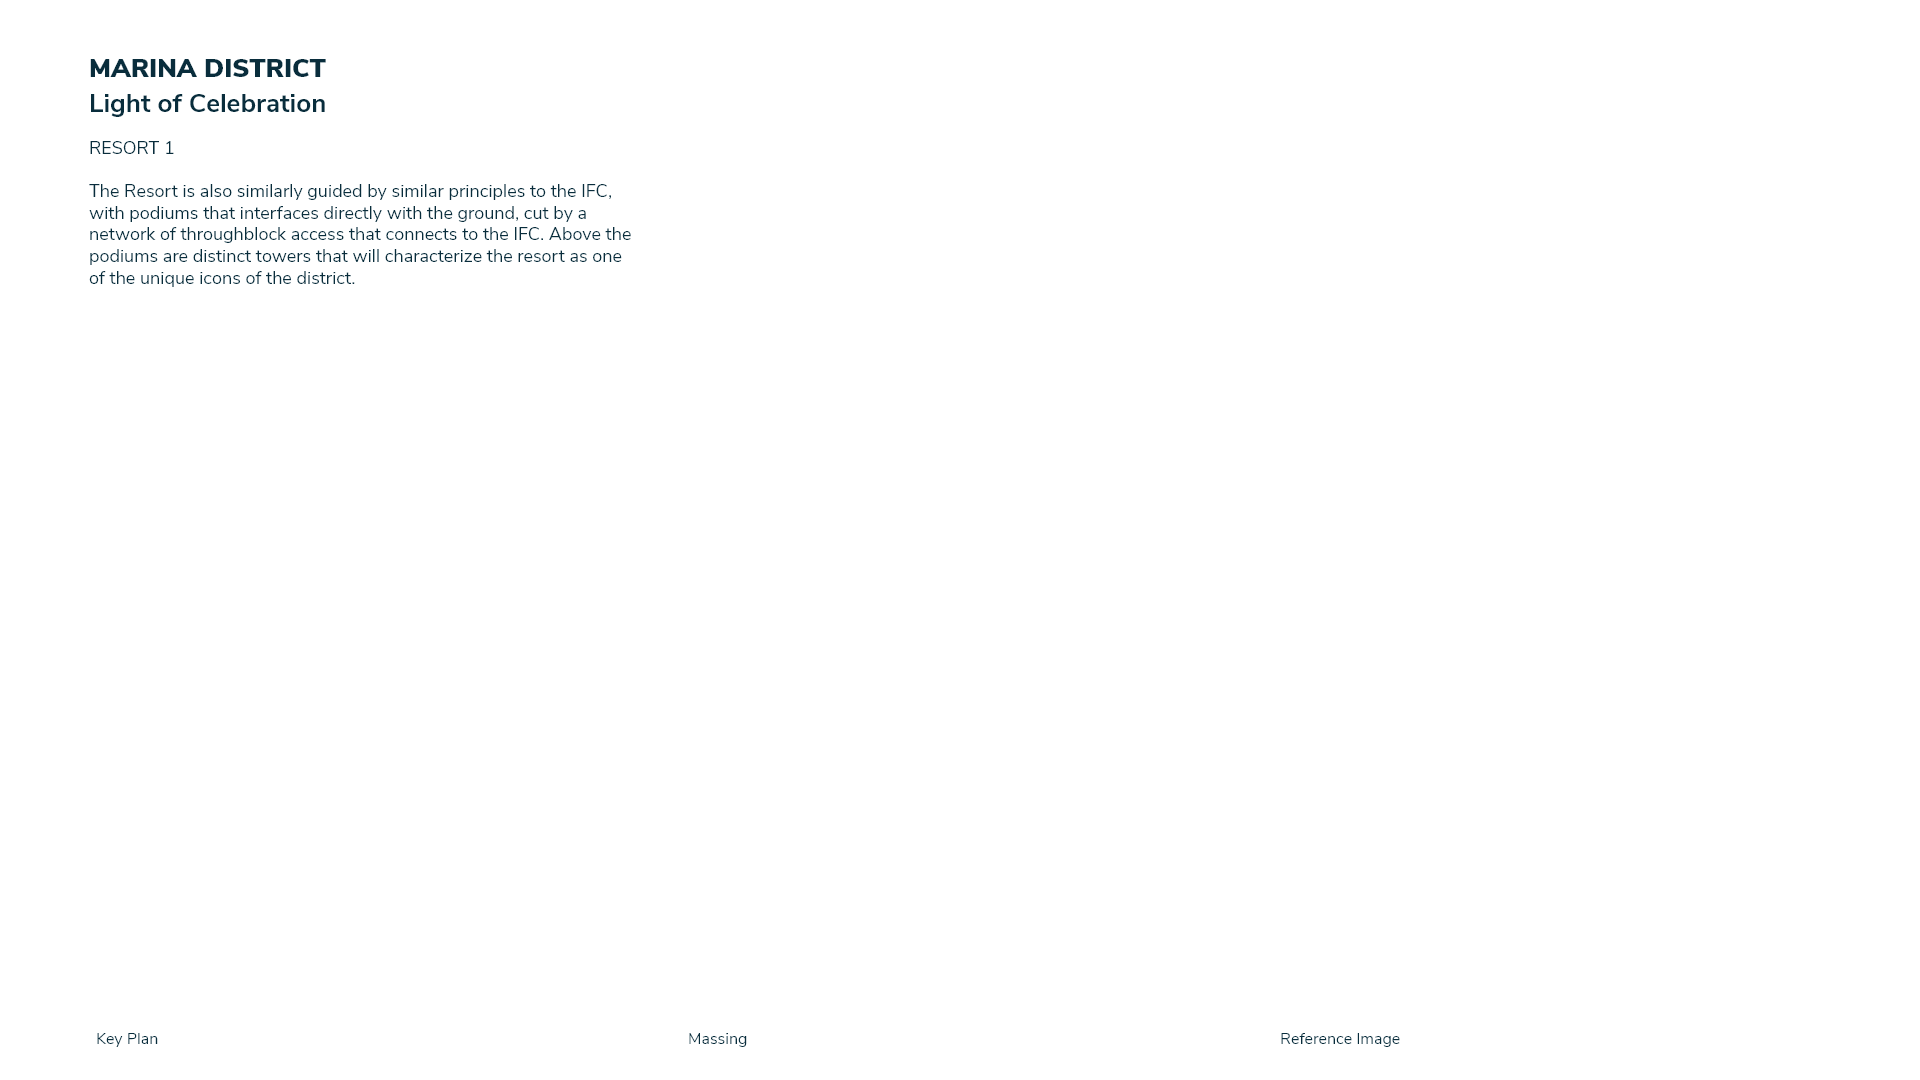 MARINA DISTRICT
Light of Celebration
RESORT 1
The Resort is also similarly guided by similar principles to the IFC,
with podiums that interfaces directly with the ground, cut by a
network of throughblock access that connects to the IFC. Above the
podiums are distinct towers that will characterize the resort as one
of the unique icons of the district.
Key Plan
Massing
Reference Image